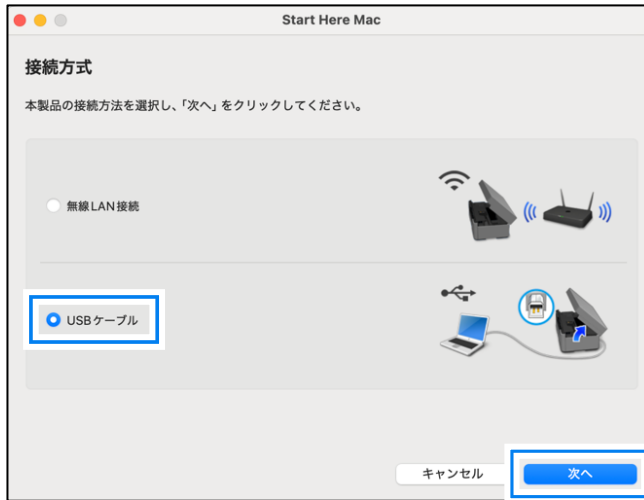 Start Here Mac
接続方式
本製品の接続方法を選択し、「次へ」をクリックしてください。
無線LAN接続
USBケーブル
キャンセル
次へ